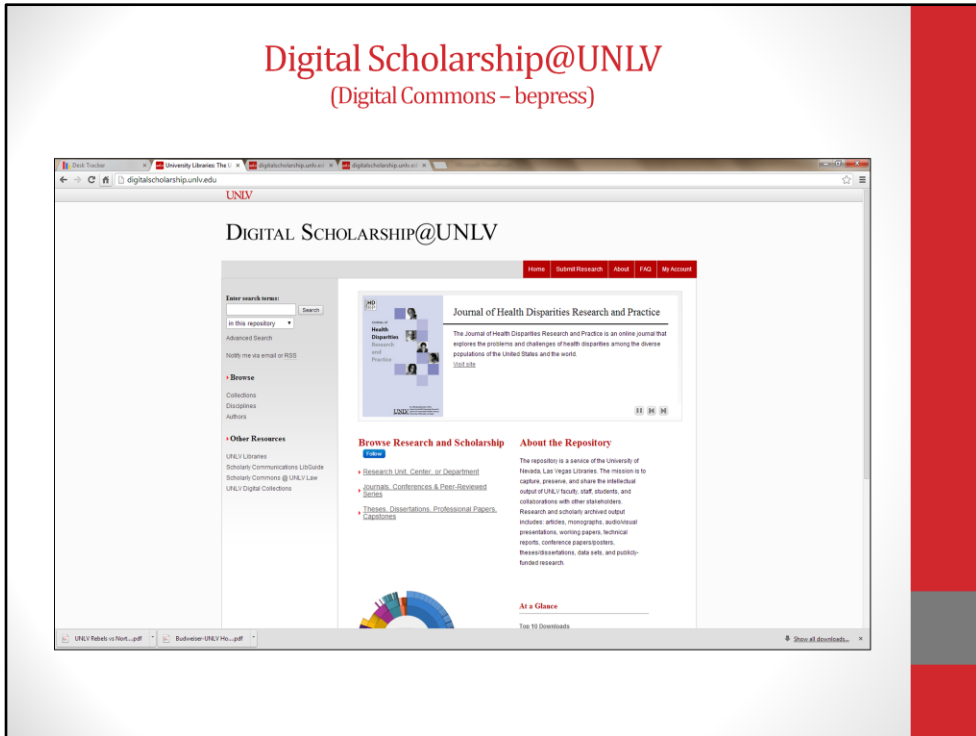 Digital Scholarship@UNLV
(Digital Commons – bepress)
Desk Tracker
University Libraries: The U
digitalscholarship.unlv.ed
digitalscholarship.unlv.ed
digitalscholarship.unlv.edu
UNLV
DIGITAL SCHOLARSHIP@UNLV
Home Submit Research About FAQ My Account
Enter search terms:
Search
in this repository
Advanced Search
Notify me via email or RSS
Browse
Collections
Disciplines
Authors
Other Resources
UNLV Libraries
Scholarly Communications LibGuide
Scholarly Commons @ UNLV Law
UNLV Digital Collections
HD
RP
JOURNAL OF
Health
Disparities
Research
and
Practice
UNLV
Journal of Health Disparities Research and Practice
The Journal of Health Disparities Research and Practice is an online journal that
explores the problems and challenges of health disparities among the diverse
populations of the United States and the world.
Visit site
Browse Research and Scholarship
Follow
Research Unit, Center, or Department
Journals, Conferences & Peer-Reviewed
Series
Theses, Dissertations, Professional Papers,
Capstones
About the Repository
The repository is a service of the University of
Nevada, Las Vegas Libraries. The mission is to
capture, preserve, and share the intellectual
output of UNLV faculty, staff, students, and
collaborations with other stakeholders.
Research and scholarly archived output
includes: articles, monographs, audio/visual
presentations, working papers, technical
reports, conference papers/posters,
theses/dissertations, data sets, and publicly-
funded research.
At a Glance
Top 10 Downloads
UNLV Rebels vs Nort....pdf
Budweiser-UNLV Ho....pdf
Show all downloads...